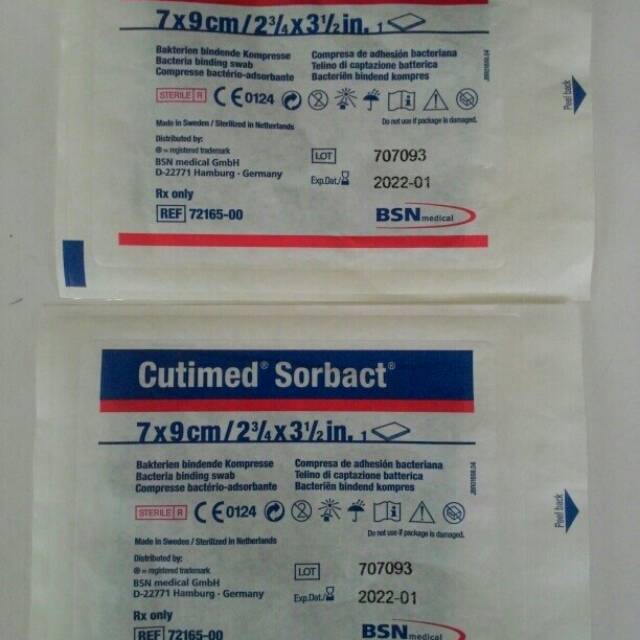 7x9cm/2¾x3½in. 1
Bakterien bindende Kompresse
Bacteria binding swab
Compresse bactério-adsorbante
Compresa de adhesión bacteriana
Telino di captazione batterica
Bacteriën bindend kompres
STERILE R CE 0124
Made in Sweden / Sterilized in Netherlands
Do not use if package is damaged.
Distributed by:
® = registered trademark
BSN medical GmbH
D-22771 Hamburg - Germany
LOT 707093
Exp.Dat./ 2022-01
Rx only
REF 72165-00
BSN medical
Peel back
Cutimed® Sorbact®
7x9cm/2¾x3½in. 1
Bakterien bindende Kompresse
Bacteria binding swab
Compresse bactério-adsorbante
Compresa de adhesión bacteriana
Telino di captazione batterica
Bacteriën bindend kompres
STERILE R CE 0124
Made in Sweden / Sterilized in Netherlands
Do not use if package is damaged.
Distributed by:
® = registered trademark
BSN medical GmbH
D-22771 Hamburg - Germany
LOT 707093
Exp.Dat./ 2022-01
Rx only
REF 72165-00
BSN medical
Peel back